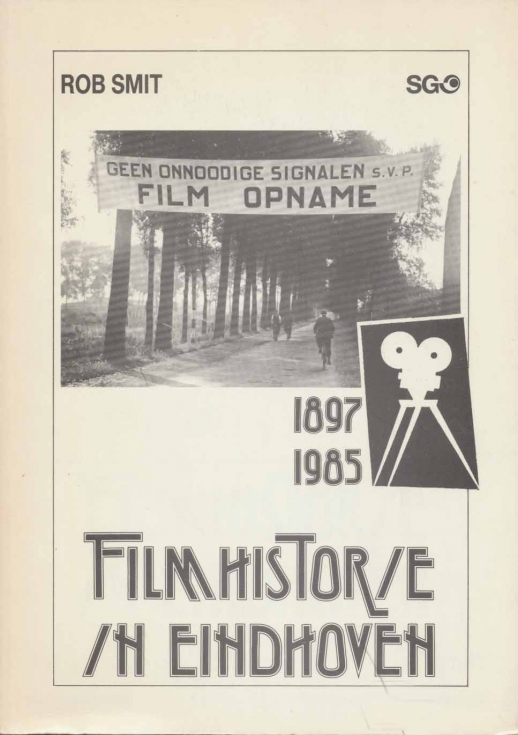 ROB SMIT
SGO
GEEN ONNOODIGE SIGNALEN S.V.P.
FILM OPNAME
1897
1985
FILMHISTORIE
IN EINDHOVEN